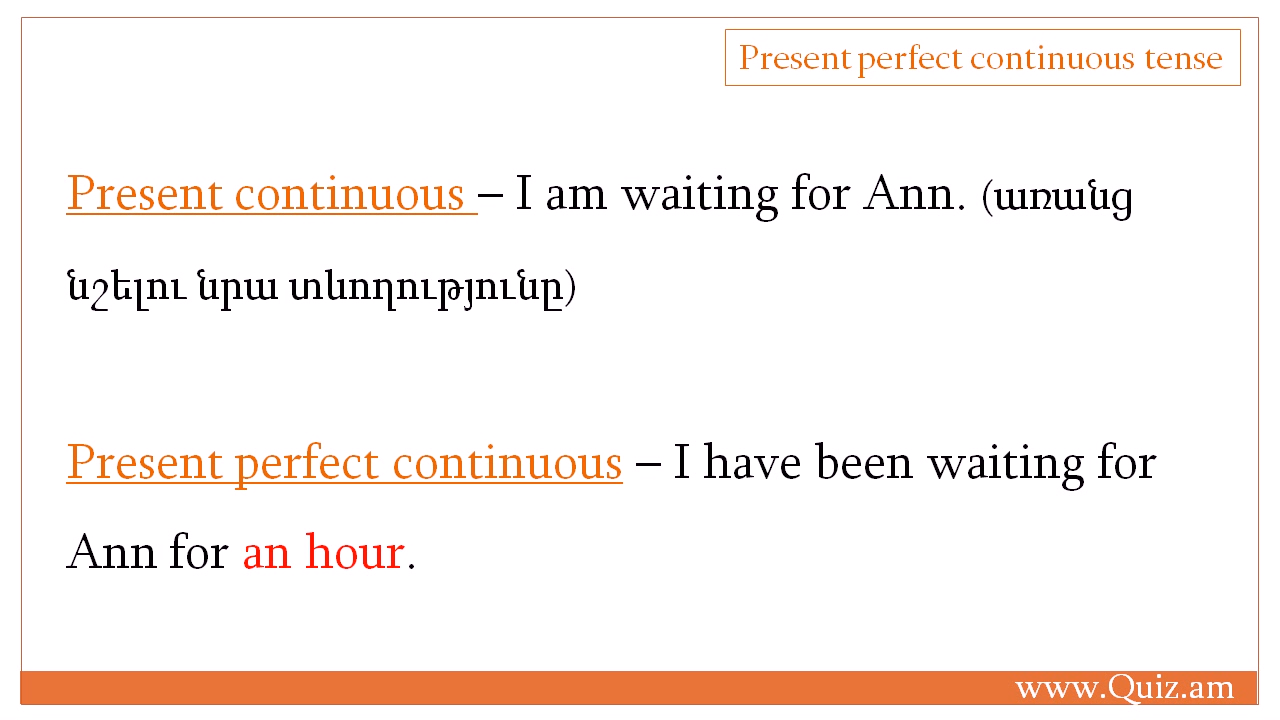 Present perfect continuous tense
Present continuous – I am waiting for Ann. (առանց
նշելու նրա տևողությունը)
Present perfect continuous – I have been waiting for
Ann for an hour.
www.Quiz.am